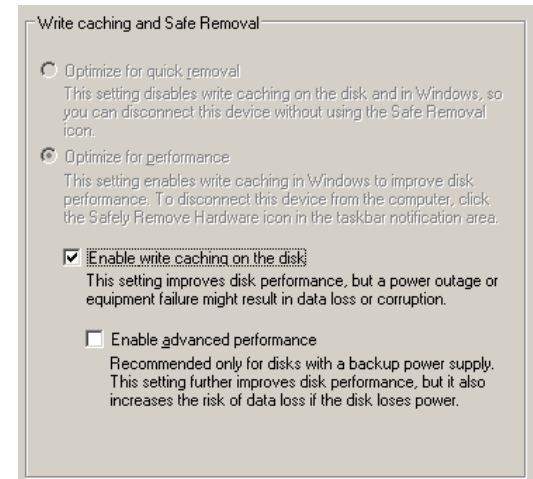 Write caching and Safe Removal
Optimize for quick removal
This setting disables write caching on the disk and in Windows, so
you can disconnect this device without using the Safe Removal
icon.
Optimize for performance
This setting enables write caching in Windows to improve disk
performance. To disconnect this device from the computer, click
the Safely Remove Hardware icon in the taskbar notification area.
Enable write caching on the disk
This setting improves disk performance, but a power outage or
equipment failure might result in data loss or corruption.
Enable advanced performance
Recommended only for disks with a backup power supply.
This setting further improves disk performance, but it also
increases the risk of data loss if the disk loses power.